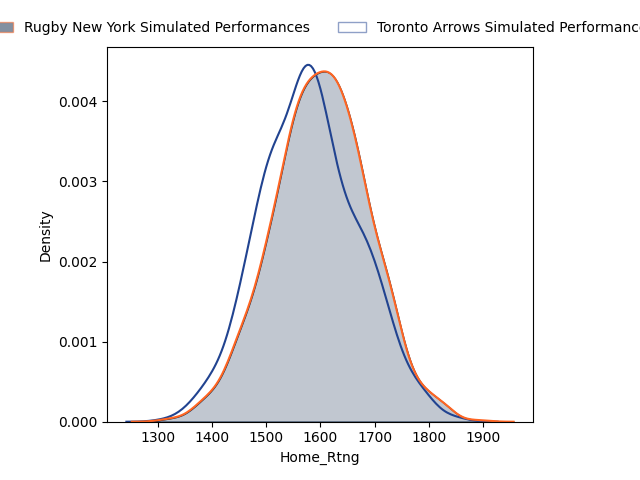 Rugby New York Simulated Performances
Toronto Arrows Simulated
0.004
0.003
0.002
0.001
0.000
Density
1300 1400 1500 1600 1700 1800 1900
Home_Rtng